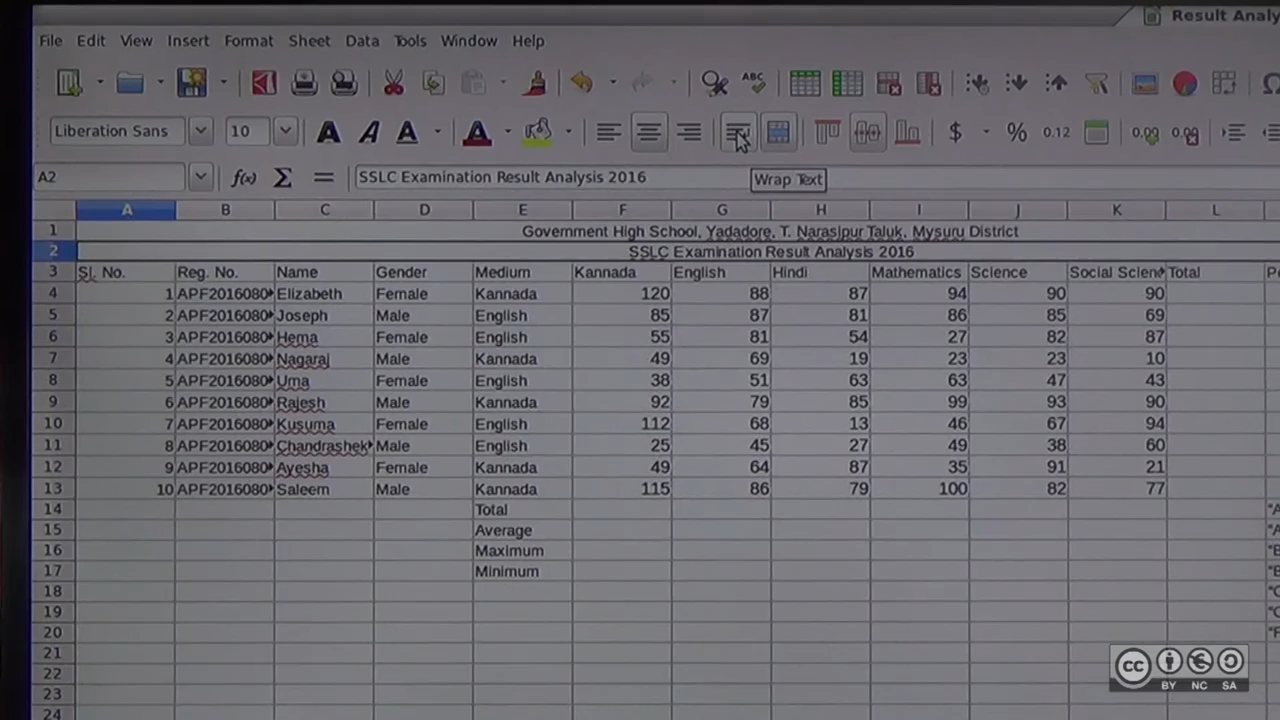 Result Analy
File Edit View Insert Format Sheet Data Tools Window Help
ABC
Liberation Sans 10 $ % 0.12 0.00 0.00
A2 f(x) Σ = SSLC Examination Result Analysis 2016 Wrap Text
A B C D E F G H I J K L
1 Government High School, Yadadore, T. Narasipur Taluk, Mysuru District
2 SSLC Examination Result Analysis 2016
3 Sl. No. Reg. No. Name Gender Medium Kannada English Hindi Mathematics Science Social Scien Total
4 1 APF2016080 Elizabeth Female Kannada 120 88 87 94 90 90
5 2 APF2016080 Joseph Male English 85 87 81 86 85 69
6 3 APF2016080 Hema Female English 55 81 54 27 82 87
7 4 APF2016080 Nagaraj Male Kannada 49 69 19 23 23 10
8 5 APF2016080 Uma Female English 38 51 63 63 47 43
9 6 APF2016080 Rajesh Male Kannada 92 79 85 99 93 90
10 7 APF2016080 Kusuma Female English 112 68 13 46 67 94
11 8 APF2016080 Chandrashek Male English 25 45 27 49 38 60
12 9 APF2016080 Ayesha Female Kannada 49 64 87 35 91 21
13 10 APF2016080 Saleem Male Kannada 115 86 79 100 82 77
14 Total
15 Average
16 Maximum
17 Minimum
18
19
20
21
22
23
24
cc BY NC SA